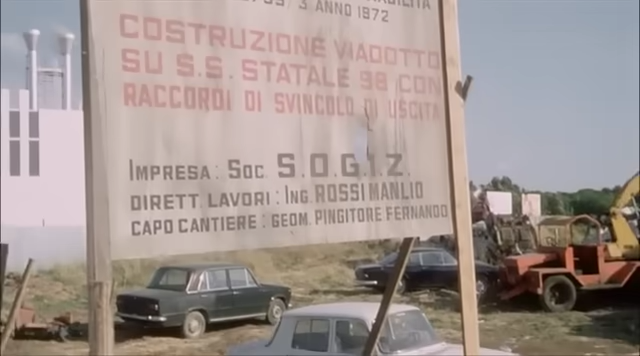 3 ANNO 1972
COSTRUZIONE VIADOTTO
SU S.S. STATALE 98 CON
RACCORDI DI SVINCOLO DI USCITA
IMPRESA: SOC. S.O.G.I.Z.
DIRETT. LAVORI: ING. ROSSI MANLIO
CAPO CANTIERE: GEOM. PINGITORE FERNANDO